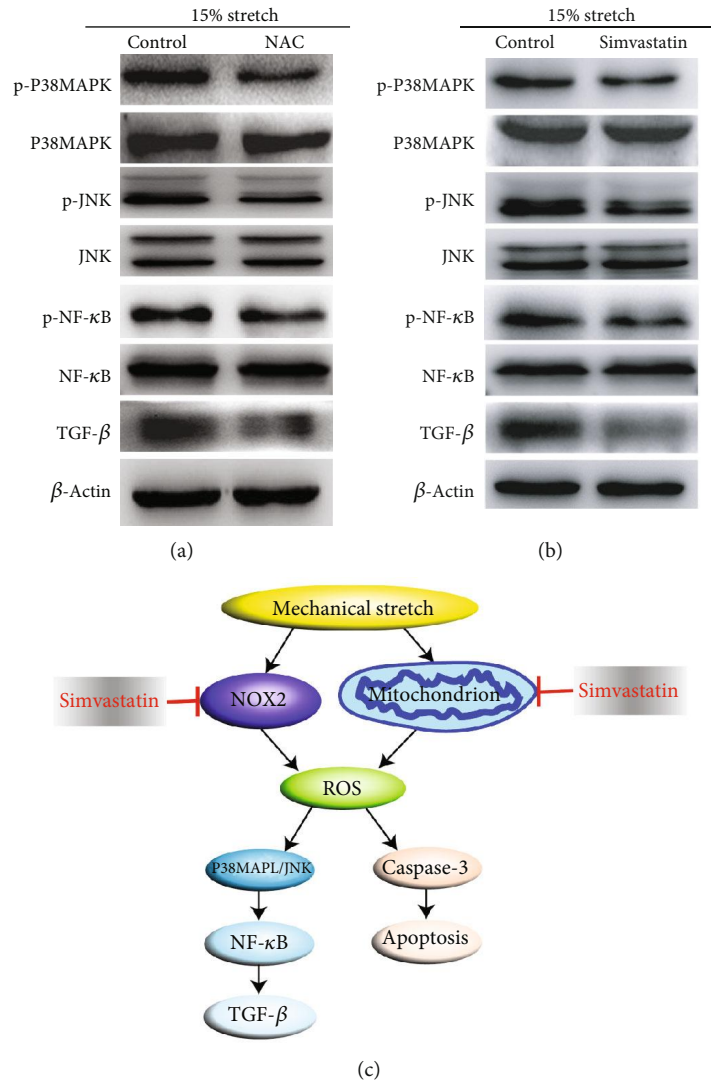 15% stretch
Control NAC
p-P38MAPK
P38MAPK
p-JNK
JNK
p-NF-κB
NF-κB
TGF-β
β-Actin
(a)
15% stretch
Control Simvastatin
p-P38MAPK
P38MAPK
p-JNK
JNK
p-NF-κB
NF-κB
TGF-β
β-Actin
(b)
Mechanical stretch
Simvastatin NOX2 Mitochondrion Simvastatin
ROS
P38MAPL/JNK Caspase-3
NF-κB Apoptosis
TGF-β
(c)